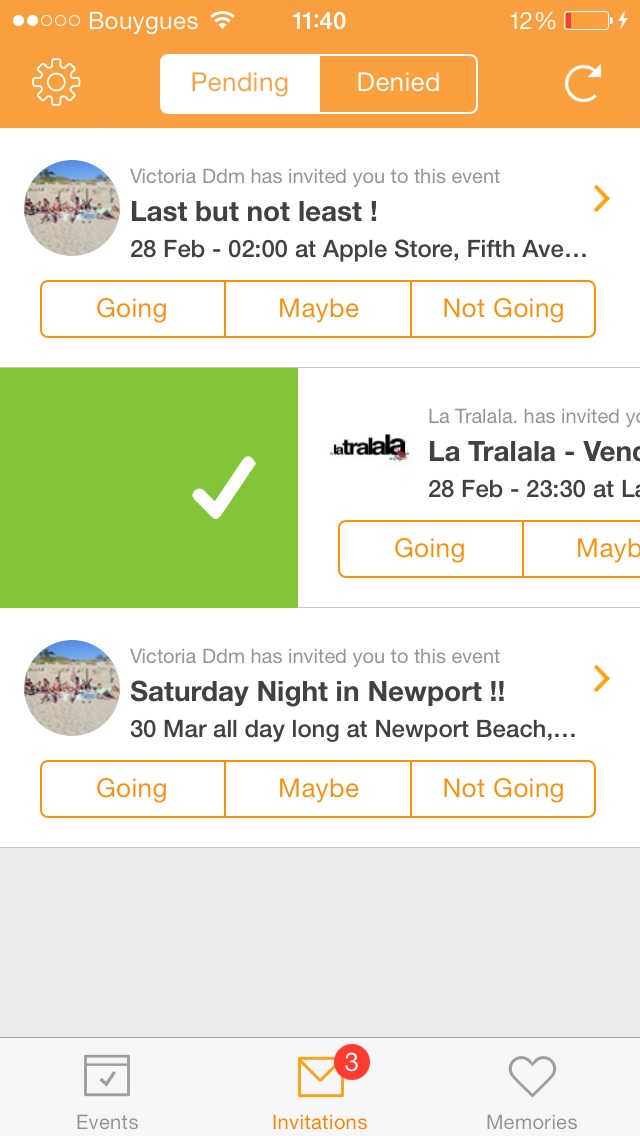 Bouygues 11:40 12%
Pending Denied
Victoria Ddm has invited you to this event
Last but not least !
28 Feb - 02:00 at Apple Store, Fifth Ave...
Going Maybe Not Going
La Tralala. has invited yo
latralala
La Tralala - Vend
28 Feb - 23:30 at La
Going Mayb
Victoria Ddm has invited you to this event
Saturday Night in Newport !!
30 Mar all day long at Newport Beach,...
Going Maybe Not Going
3
Events Invitations Memories